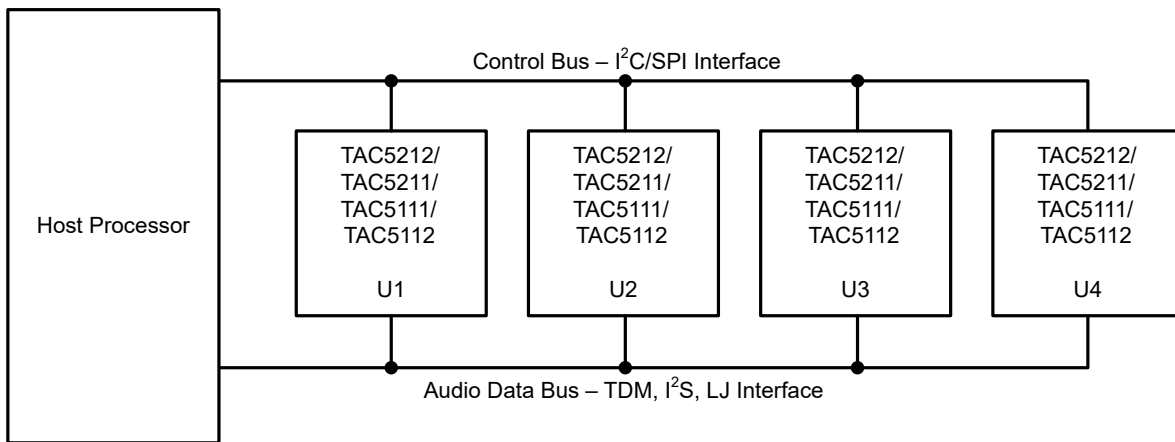 Control Bus – I²C/SPI Interface
Host Processor
TAC5212/
TAC5211/
TAC5111/
TAC5112
U1
TAC5212/
TAC5211/
TAC5111/
TAC5112
U2
TAC5212/
TAC5211/
TAC5111/
TAC5112
U3
TAC5212/
TAC5211/
TAC5111/
TAC5112
U4
Audio Data Bus – TDM, I²S, LJ Interface